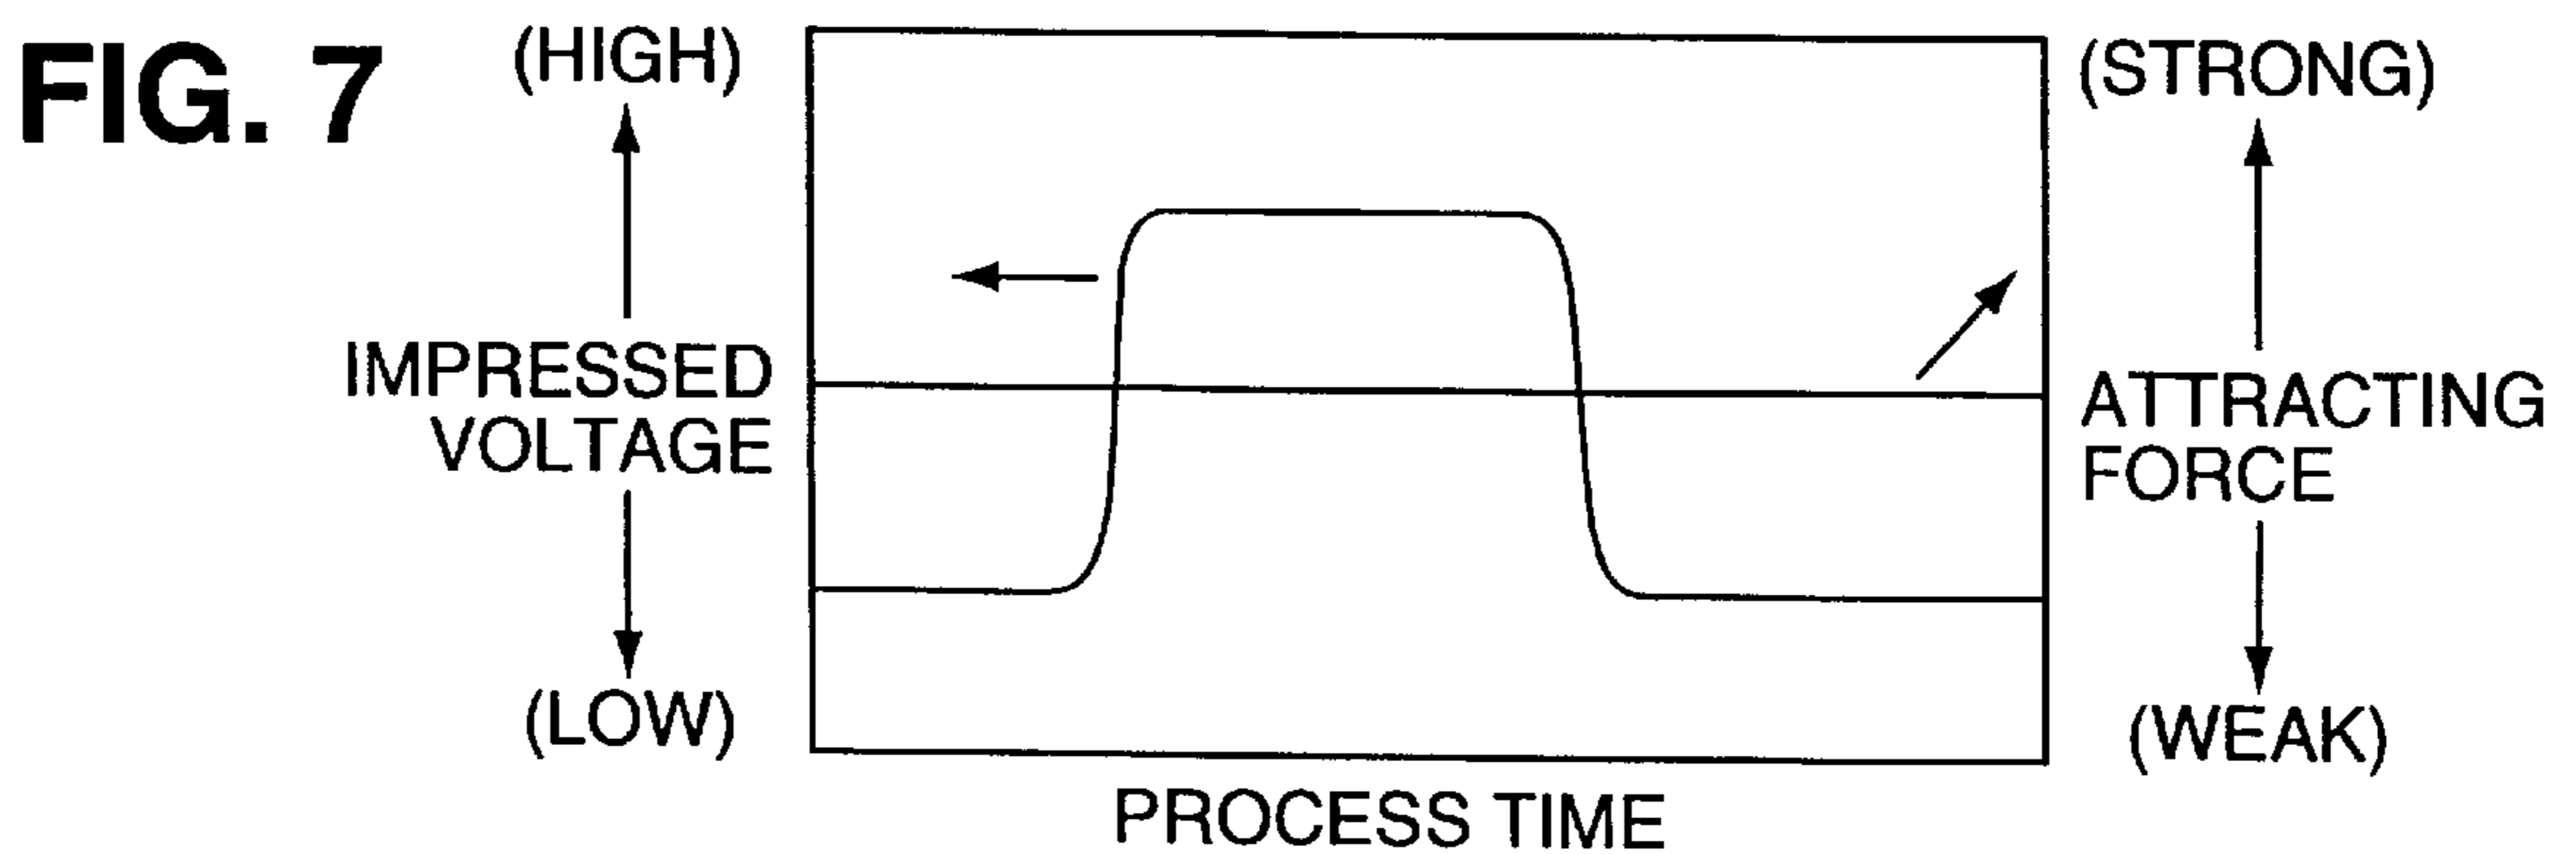 FIG. 7
(HIGH)
IMPRESSED
VOLTAGE
(LOW)
(STRONG)
ATTRACTING
FORCE
(WEAK)
PROCESS TIME